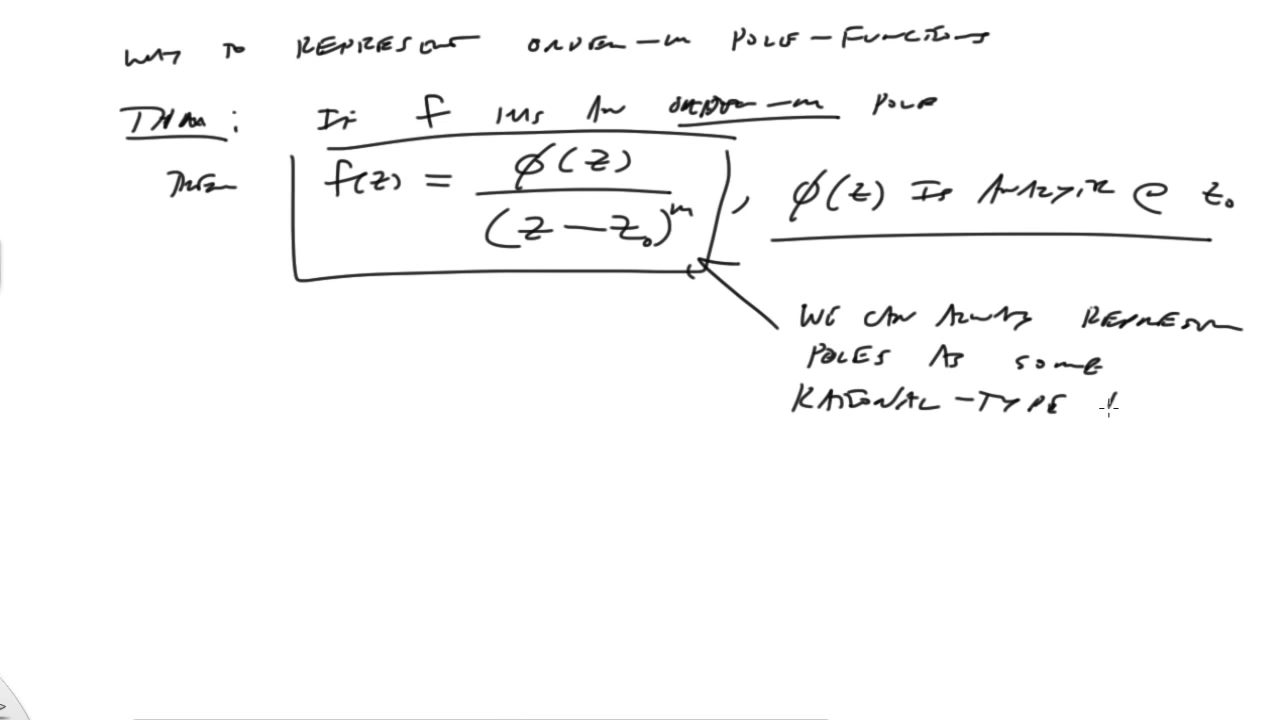 WAY TO REPRESENT ORDER-m POLE-FUNCTIONS
THM: If f HAS AN ORDER-m POLE
THEN f(z) = φ(z) / (z-z₀)^m, φ(z) IS ANALYTIC @ z₀
WE CAN ALWAYS REPRESENT
POLES AS SOME
RATIONAL-TYPE